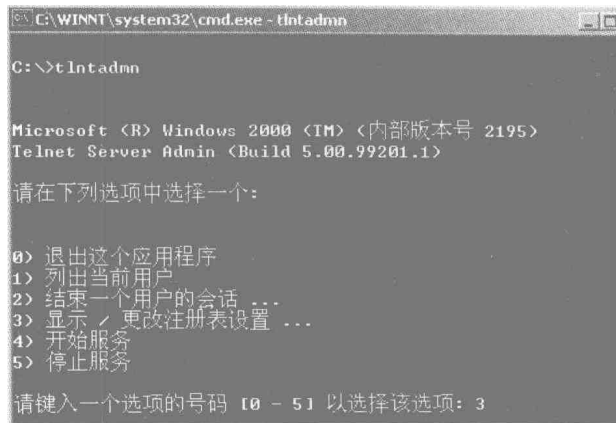 C:\WINNT\system32\cmd.exe - tlntadmn
C:\>tlntadmn
Microsoft (R) Windows 2000 (TM) (内部版本号 2195)
Telnet Server Admin (Build 5.00.99201.1)
请在下列选项中选择一个:
0) 退出这个应用程序
1) 列出当前用户
2) 结束一个用户的会话 ...
3) 显示 / 更改注册表设置 ...
4) 开始服务
5) 停止服务
请键入一个选项的号码 [0 - 5] 以选择该选项: 3